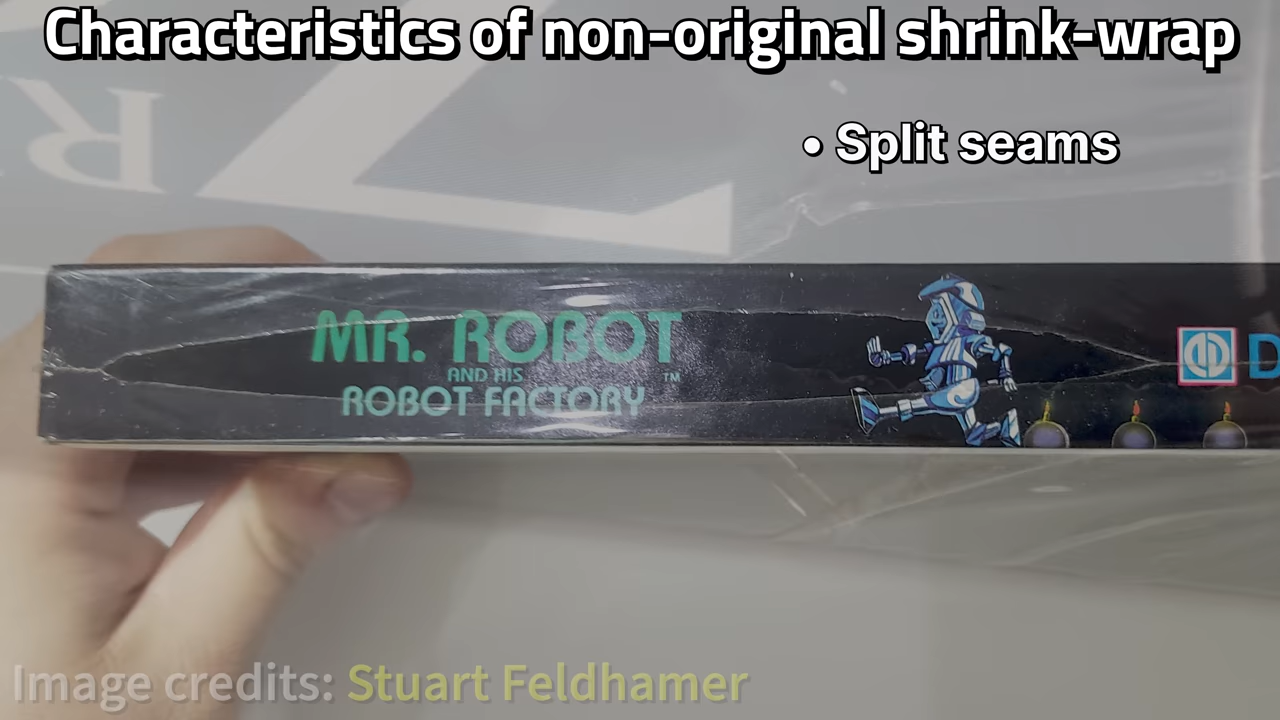 Characteristics of non-original shrink-wrap
• Split seams
MR. ROBOT
AND HIS
ROBOT FACTORY
™
D
Image credits: Stuart Feldhamer